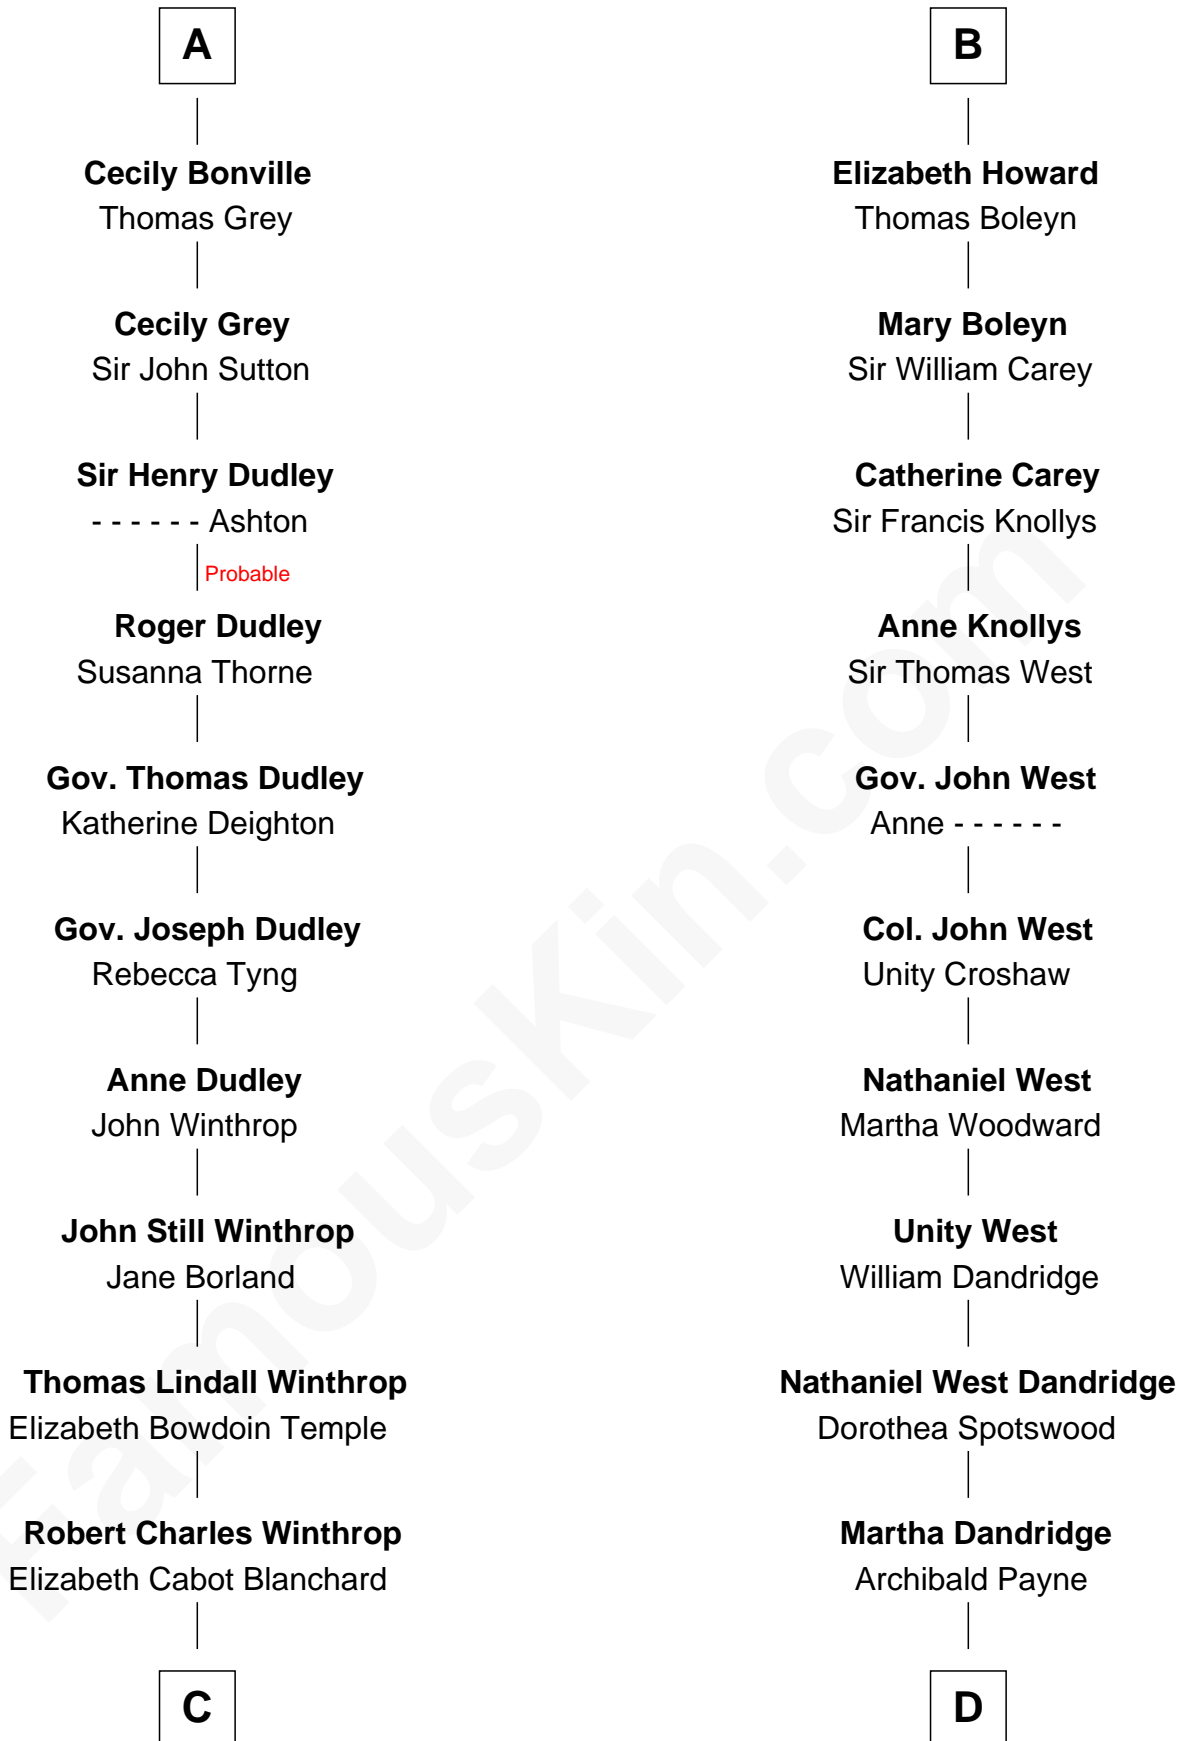 A
Cecily Bonville
Thomas Grey
Cecily Grey
Sir John Sutton
Sir Henry Dudley
- - - - - - Ashton
Probable
Roger Dudley
Susanna Thorne
Gov. Thomas Dudley
Katherine Deighton
Gov. Joseph Dudley
Rebecca Tyng
Anne Dudley
John Winthrop
John Still Winthrop
Jane Borland
Thomas Lindall Winthrop
Elizabeth Bowdoin Temple
Robert Charles Winthrop
Elizabeth Cabot Blanchard
C
B
Elizabeth Howard
Thomas Boleyn
Mary Boleyn
Sir William Carey
Catherine Carey
Sir Francis Knollys
Anne Knollys
Sir Thomas West
Gov. John West
Anne - - - - - -
Col. John West
Unity Croshaw
Nathaniel West
Martha Woodward
Unity West
William Dandridge
Nathaniel West Dandridge
Dorothea Spotswood
Martha Dandridge
Archibald Payne
D
FamousKin.com